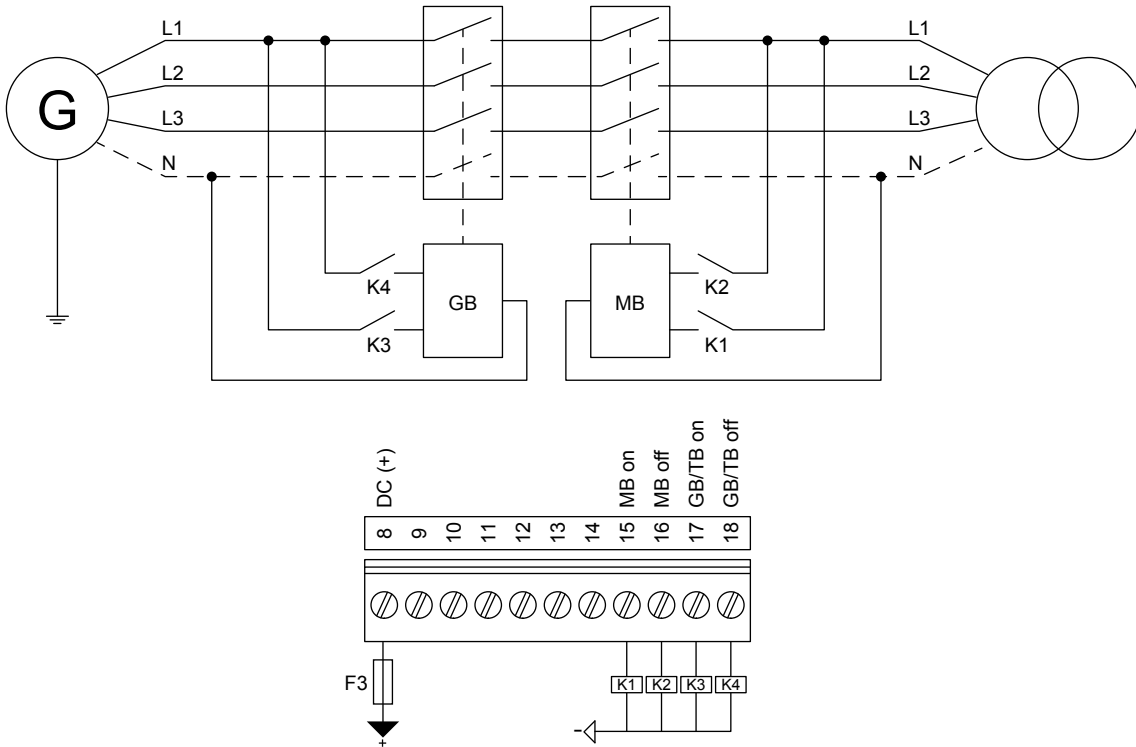 L1
L1
L2
L2
G
L3
L3
N
N
K4
K2
GB
MB
K3
K1
DC (+)
MB on
MB off
GB/TB on
GB/TB off
8 9 10 11 12 13 14 15 16 17 18
F3
K1 K2 K3 K4
-
+